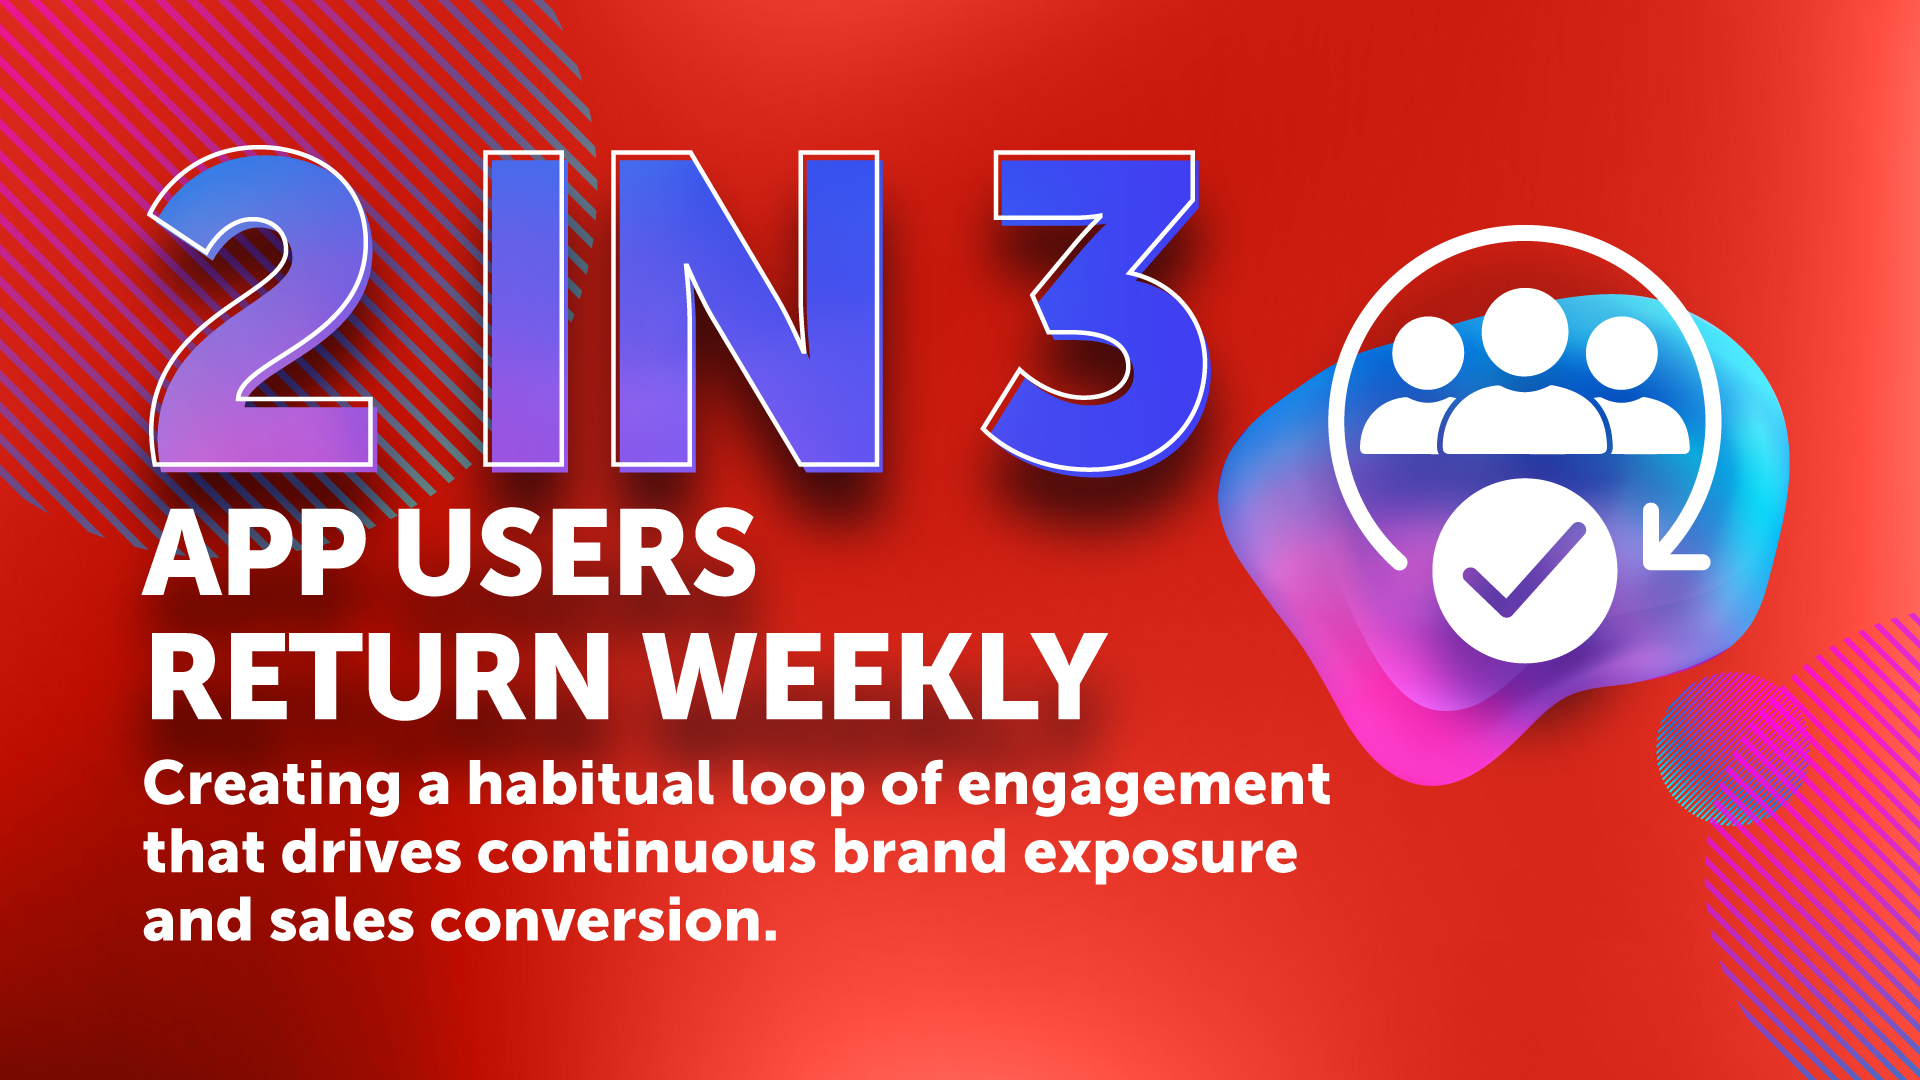 2 IN 3
APP USERS
RETURN WEEKLY
Creating a habitual loop of engagement
that drives continuous brand exposure
and sales conversion.